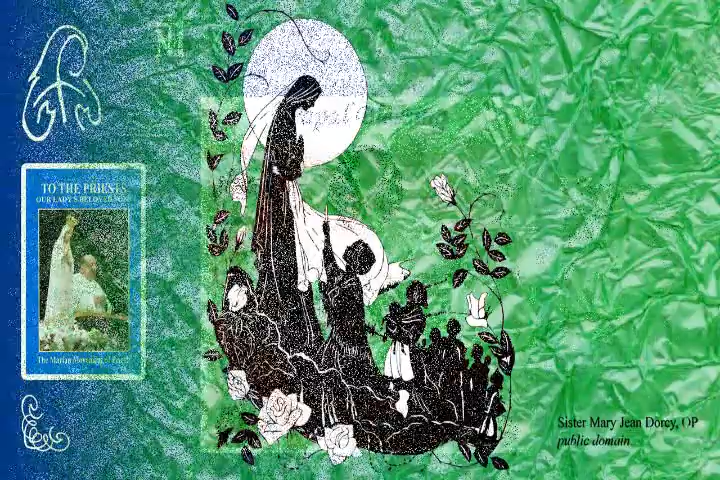 TO THE PRIESTS
OUR LADY'S BELOVED SONS
The Marian Movement of Priests
Sister Mary Jean Dorcy, OP
public domain